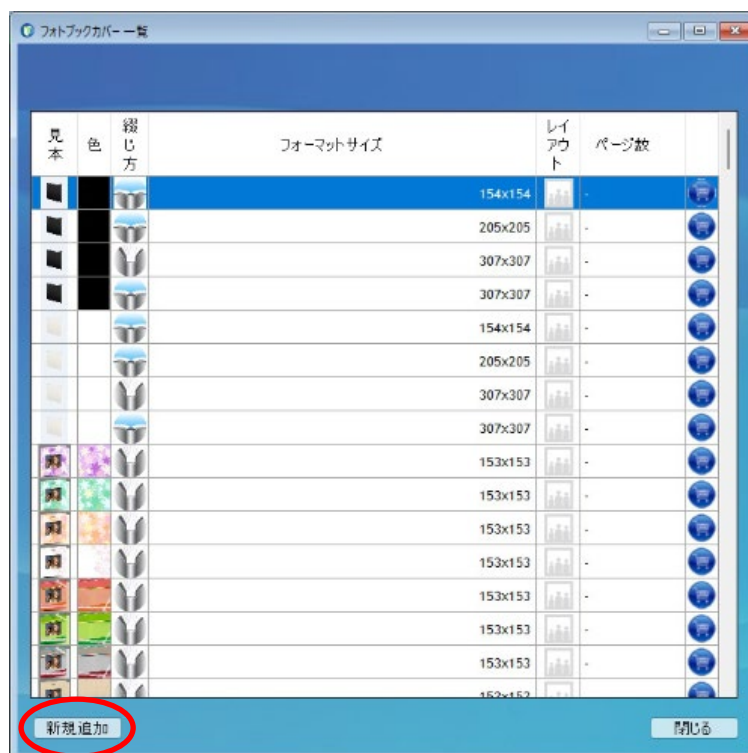 フォトブックカバー 一覧
見本 色 綴じ方 フォーマットサイズ レイアウト ページ数
154x154 -
205x205 -
307x307 -
307x307 -
154x154 -
205x205 -
307x307 -
307x307 -
153x153 -
153x153 -
153x153 -
153x153 -
153x153 -
153x153 -
153x153 -
新規追加 閉じる